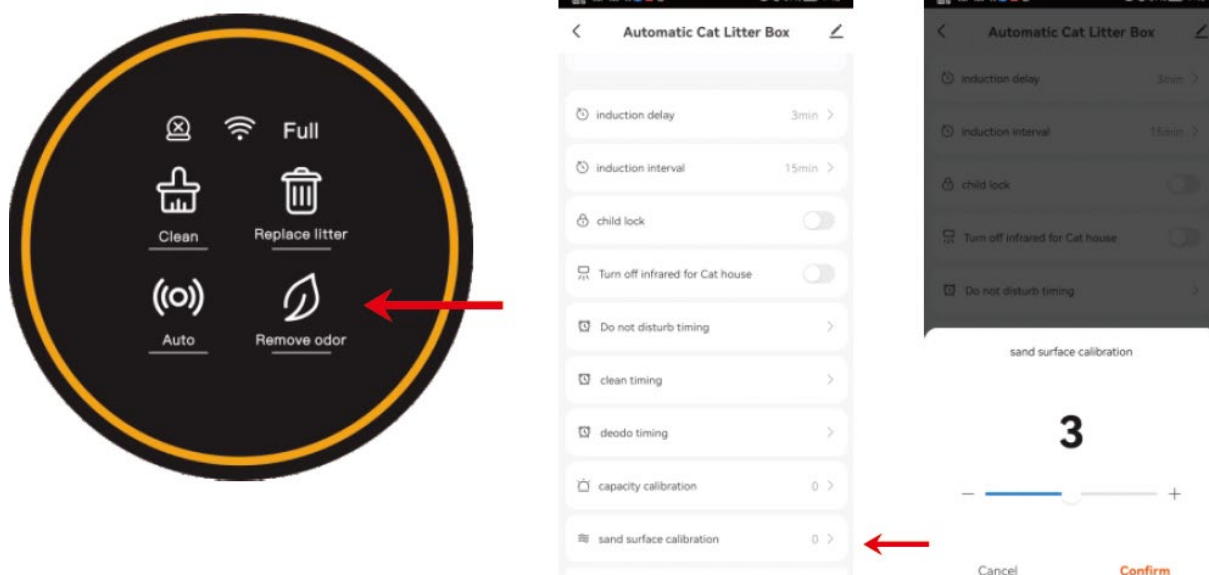 Full
Clean
Replace litter
Auto
Remove odor
Automatic Cat Litter Box
induction delay 3min
induction interval 15min
child lock
Turn off infrared for Cat house
Do not disturb timing
clean timing
deodo timing
capacity calibration 0
sand surface calibration 0
Automatic Cat Litter Box
induction delay 3min
induction interval 15min
child lock
Turn off infrared for Cat house
Do not disturb timing
sand surface calibration
3
Cancel Confirm